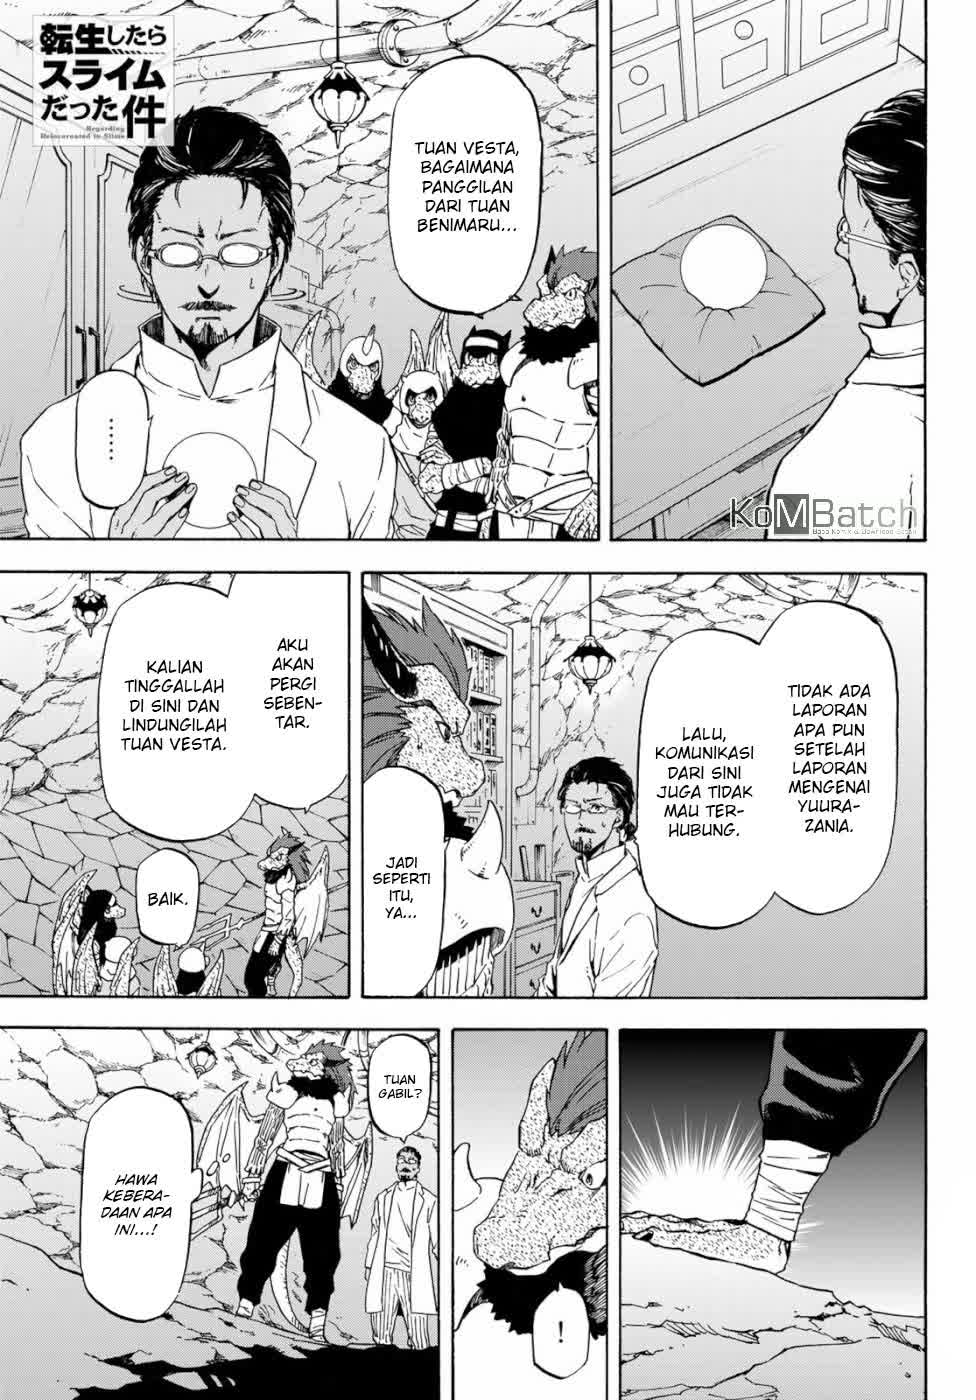 転生したら
スライム
だった件
Regarding
Reincarnated to Slime
TUAN VESTA,
BAGAIMANA
PANGGILAN
DARI TUAN
BENIMARU...
......
KoMBatch
TIDAK ADA
LAPORAN
APA PUN
SETELAH
LAPORAN
MENGENAI
YUURA-
ZANIA.
LALU,
KOMUNIKASI
DARI SINI
JUGA TIDAK
MAU TER-
HUBUNG.
JADI
SEPERTI
ITU,
YA...
AKU
AKAN
PERGI
SEBEN-
TAR.
KALIAN
TINGGALLAH
DI SINI DAN
LINDUNGILAH
TUAN VESTA.
BAIK.
!
TUAN
GABIL?
HAWA
KEBERA-
DAAN APA
INI...!